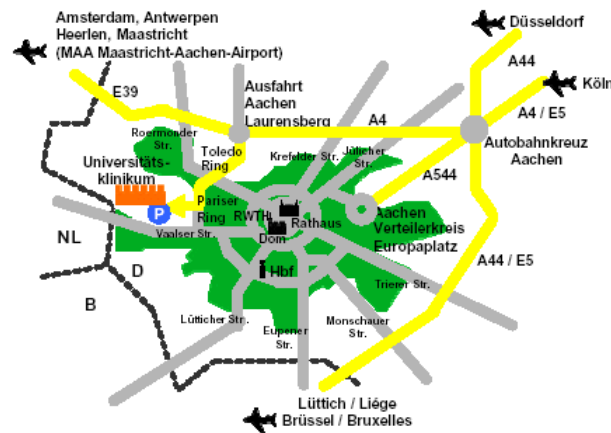 Amsterdam, Antwerpen
Heerlen, Maastricht
(MAA Maastricht-Aachen-Airport)
Düsseldorf
A44
Köln
E39
Ausfahrt
Aachen
Laurensberg
A4
A4 / E5
Roermonder
Str.
Toledo
Ring
Krefelder Str.
Jülicher
Str.
Autobahnkreuz
Aachen
Universitäts-
klinikum
A544
P
Pariser
Ring
RWTH
Rathaus
Aachen
Verteilerkreis
Europaplatz
Vaalser Str.
Dom
NL
D
B
Hbf
A44 / E5
Trierer Str.
Lütticher Str.
Eupener
Str.
Monschauer
Str.
Lüttich / Liége
Brüssel / Bruxelles